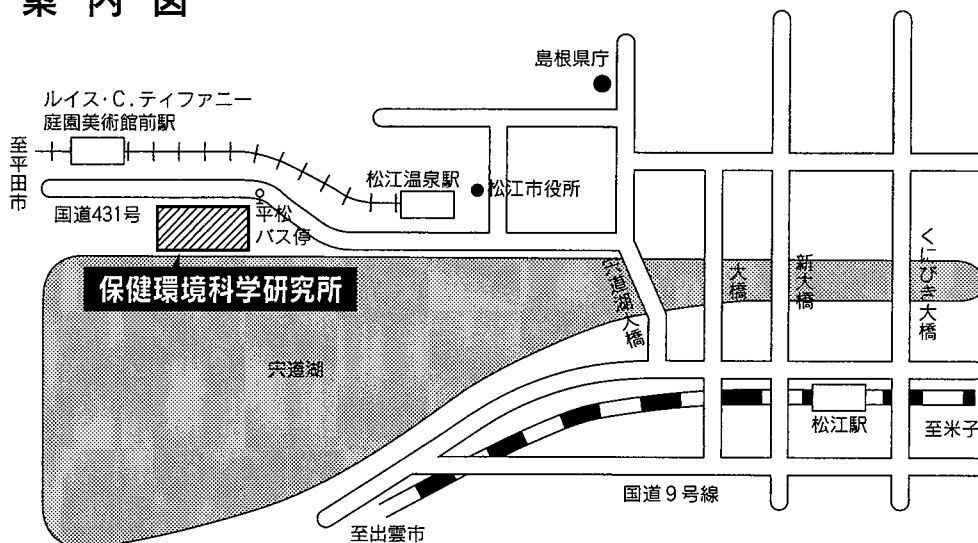 案内図
島根県庁
ルイス・C.ティファニー
庭園美術館前駅
至平田市
松江温泉駅
松江市役所
国道431号
平松
バス停
保健環境科学研究所
宍道湖大橋
大橋
新大橋
くにびき大橋
宍道湖
松江駅
至米子
国道9号線
至出雲市